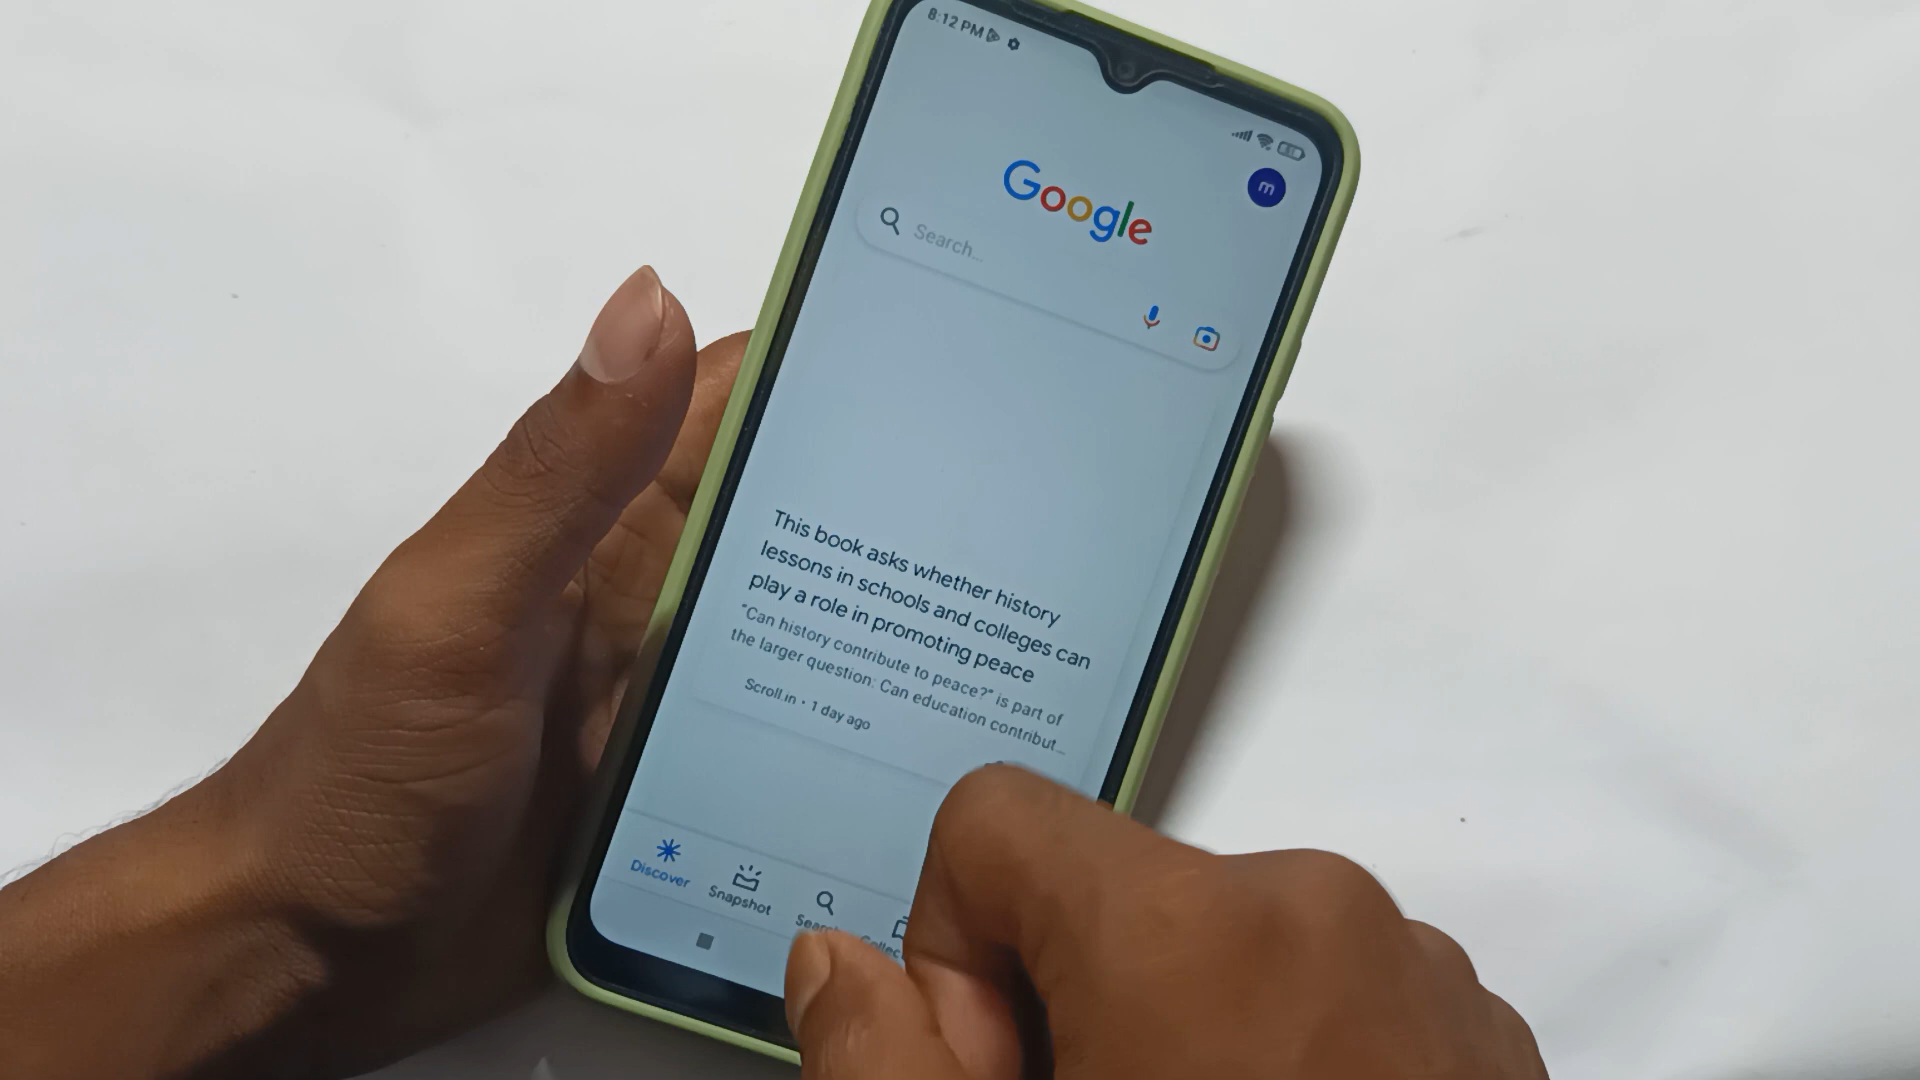 8:12 PM
m
Google
Search...
This book asks whether history
lessons in schools and colleges can
play a role in promoting peace
"Can history contribute to peace?" is part of
the larger question: Can education contribut...
Scroll.in • 1 day ago
Discover
Snapshot